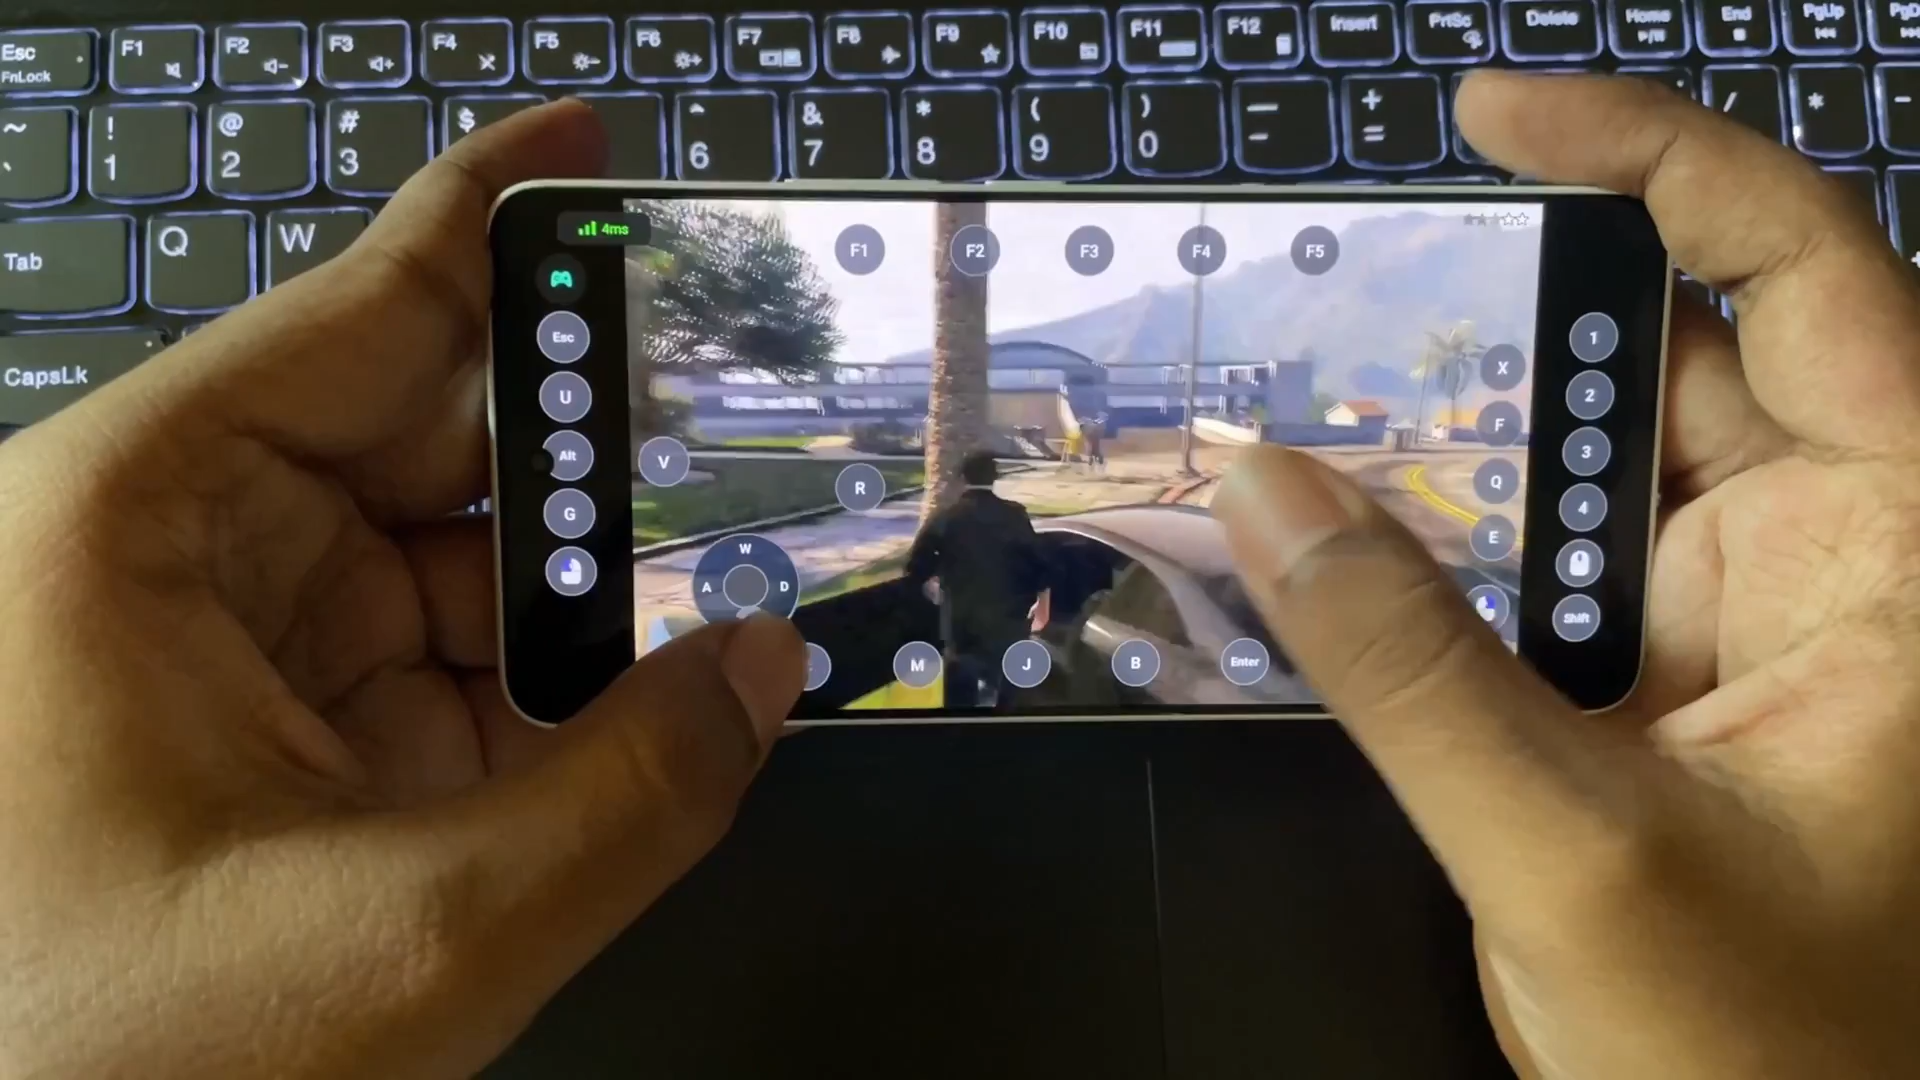 Esc
FnLock
F1
F2
F3
F4
F5
F6
F7
F8
F9
F10
F11
F12
Insert
PrtSc
Delete
Home
End
PgUp
~
`
!
1
@
2
#
3
$
^
6
&
7
*
8
(
9
)
0
—
-
+
=
/
*
-
Tab
Q
W
CapsLk
4ms
F1
F2
F3
F4
F5
Esc
U
Alt
G
V
R
W
A
D
M
J
B
Enter
X
F
Q
E
1
2
3
4
Shift